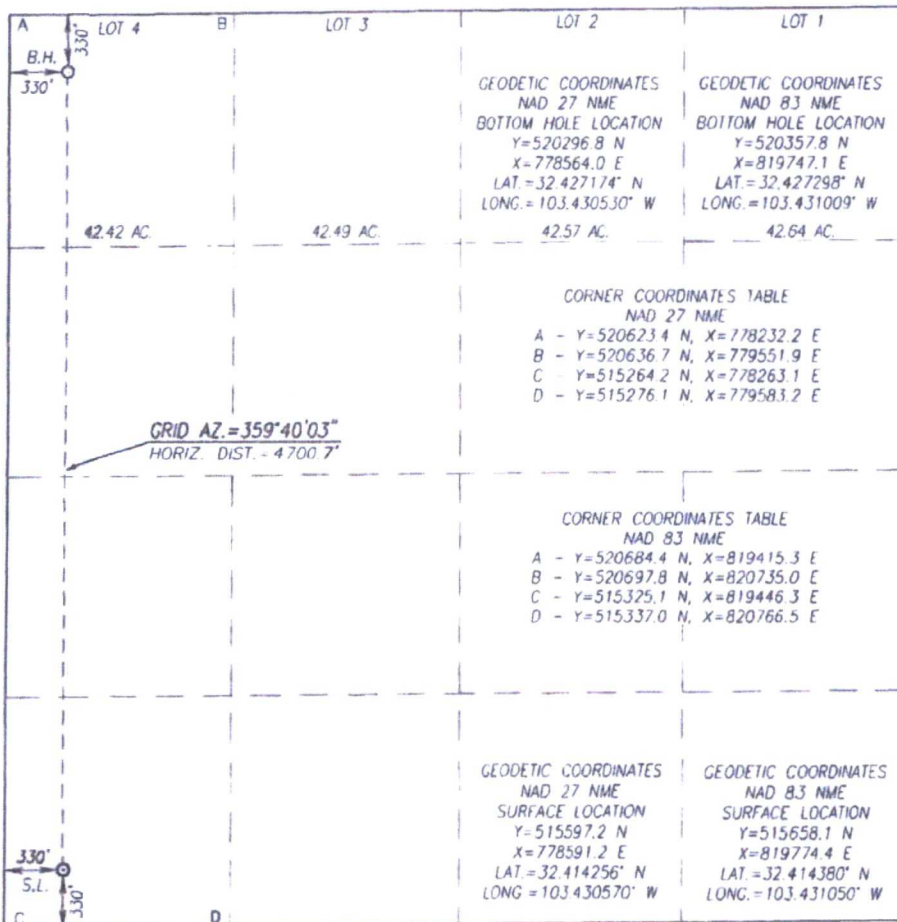 A LOT 4 B LOT 3 LOT 2 LOT 1
330'
B.H.
330'
GEODETIC COORDINATES
NAD 27 NME
BOTTOM HOLE LOCATION
Y=520296.8 N
X=778564.0 E
LAT.=32.427174° N
LONG.=103.430530° W
GEODETIC COORDINATES
NAD 83 NME
BOTTOM HOLE LOCATION
Y=520357.8 N
X=819747.1 E
LAT.=32.427298° N
LONG.=103.431009° W
42.42 AC. 42.49 AC. 42.57 AC. 42.64 AC.
CORNER COORDINATES TABLE
NAD 27 NME
A - Y=520623.4 N, X=778232.2 E
B - Y=520636.7 N, X=779551.9 E
C - Y=515264.2 N, X=778263.1 E
D - Y=515276.1 N, X=779583.2 E
GRID AZ.=359°40'03"
HORIZ. DIST.=4700.7'
CORNER COORDINATES TABLE
NAD 83 NME
A - Y=520684.4 N, X=819415.3 E
B - Y=520697.8 N, X=820735.0 E
C - Y=515325.1 N, X=819446.3 E
D - Y=515337.0 N, X=820766.5 E
GEODETIC COORDINATES
NAD 27 NME
SURFACE LOCATION
Y=515597.2 N
X=778591.2 E
LAT.=32.414256° N
LONG.=103.430570° W
GEODETIC COORDINATES
NAD 83 NME
SURFACE LOCATION
Y=515658.1 N
X=819774.4 E
LAT.=32.414380° N
LONG.=103.431050° W
330'
S.L.
330'
C D